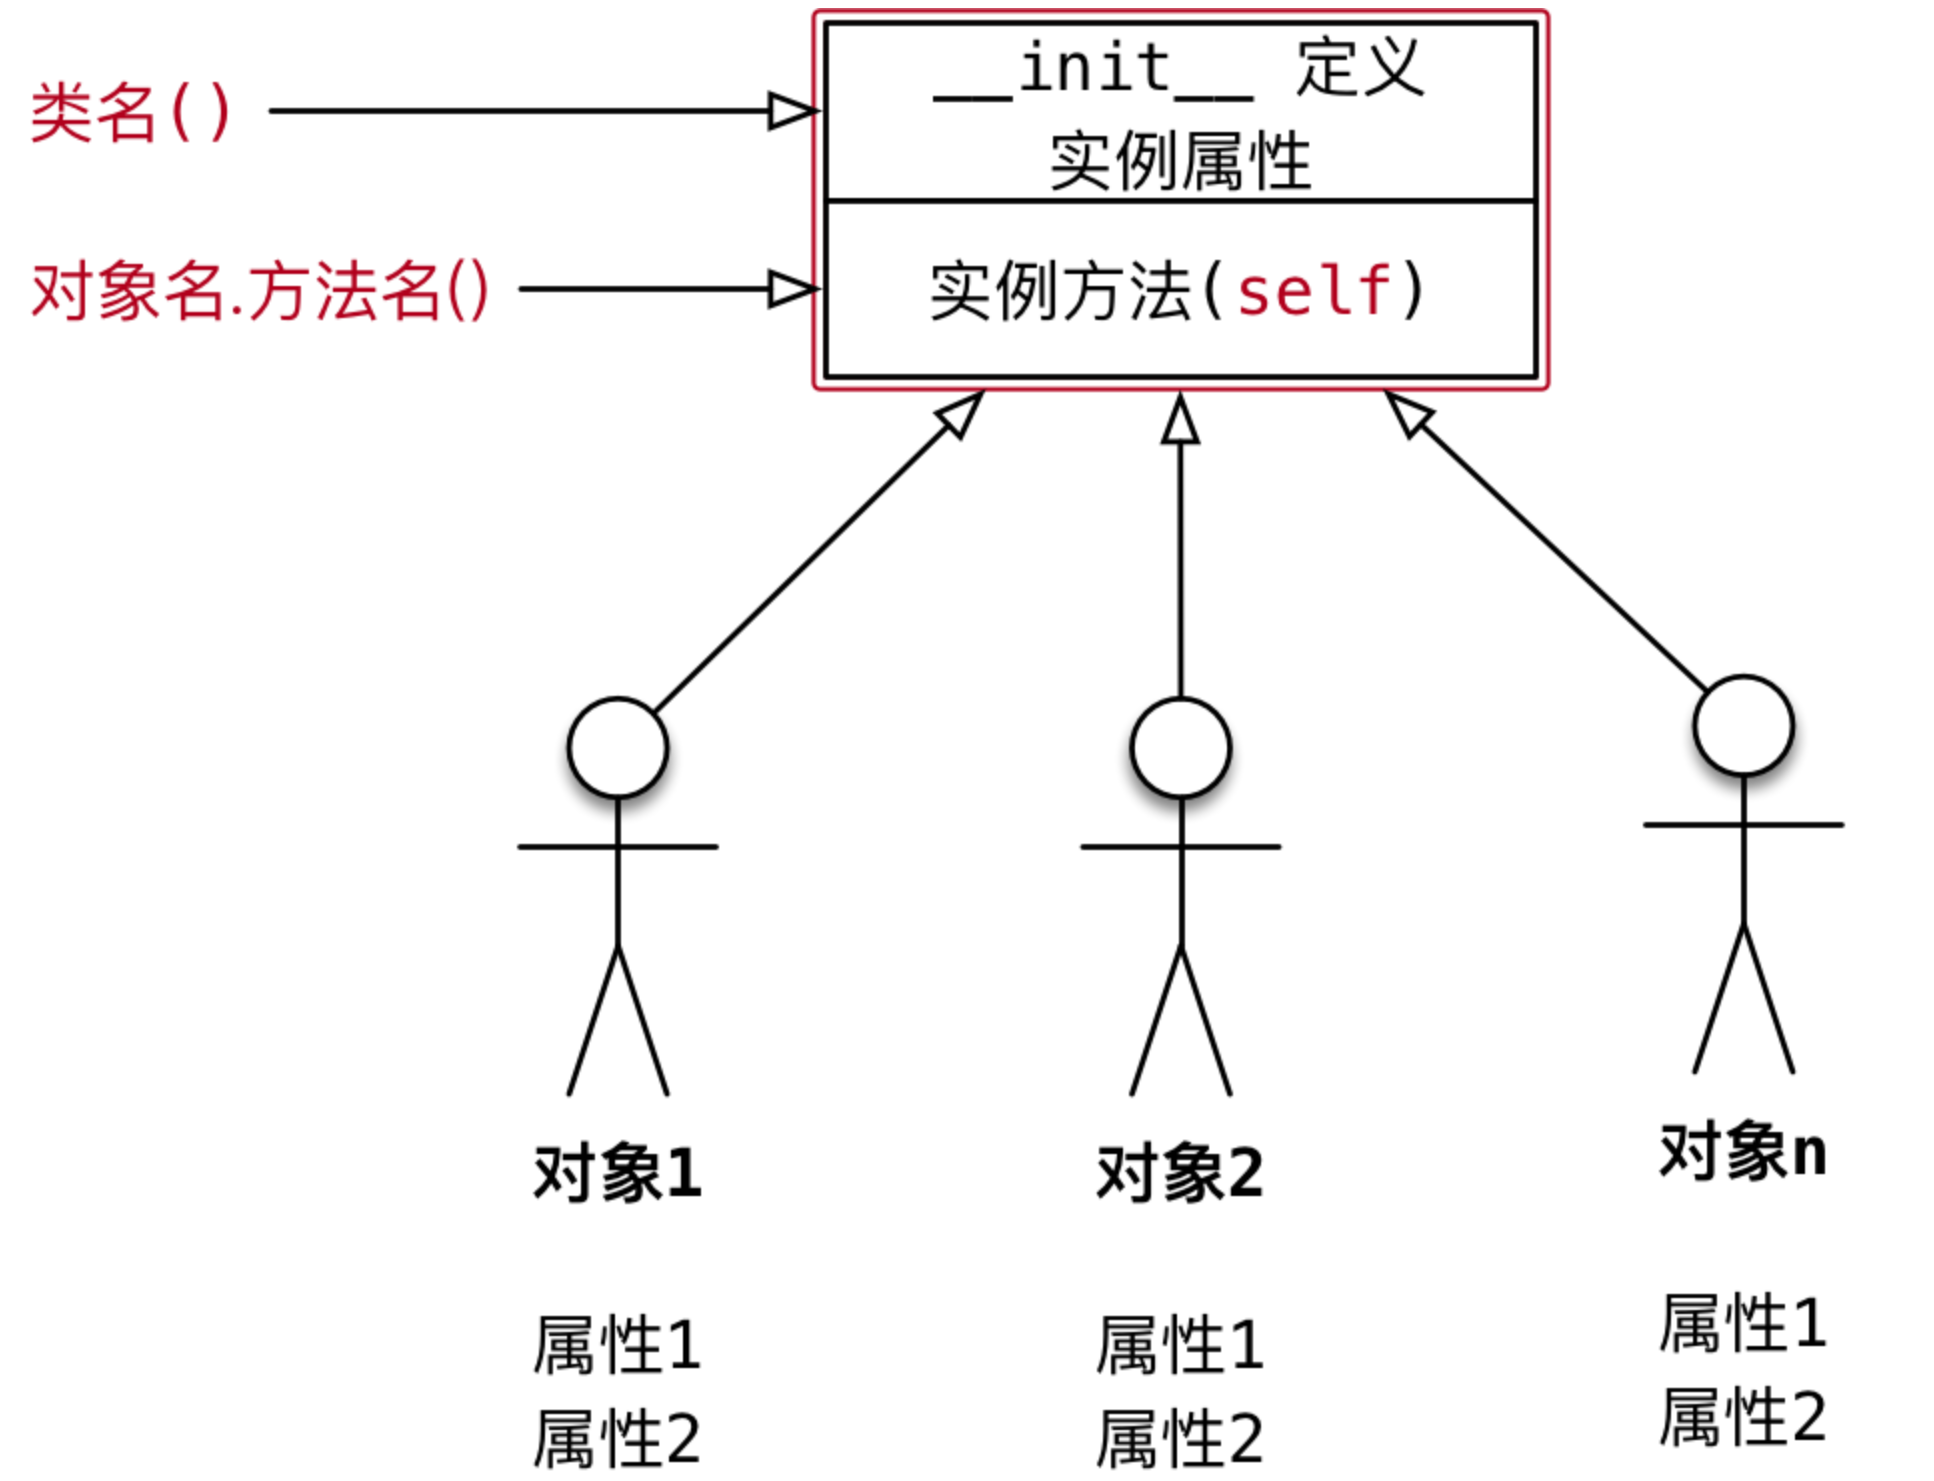 __init__ 定义
实例属性
类名()
对象名.方法名()
实例方法(self)
对象1
对象2
对象n
属性1
属性2
属性1
属性2
属性1
属性2